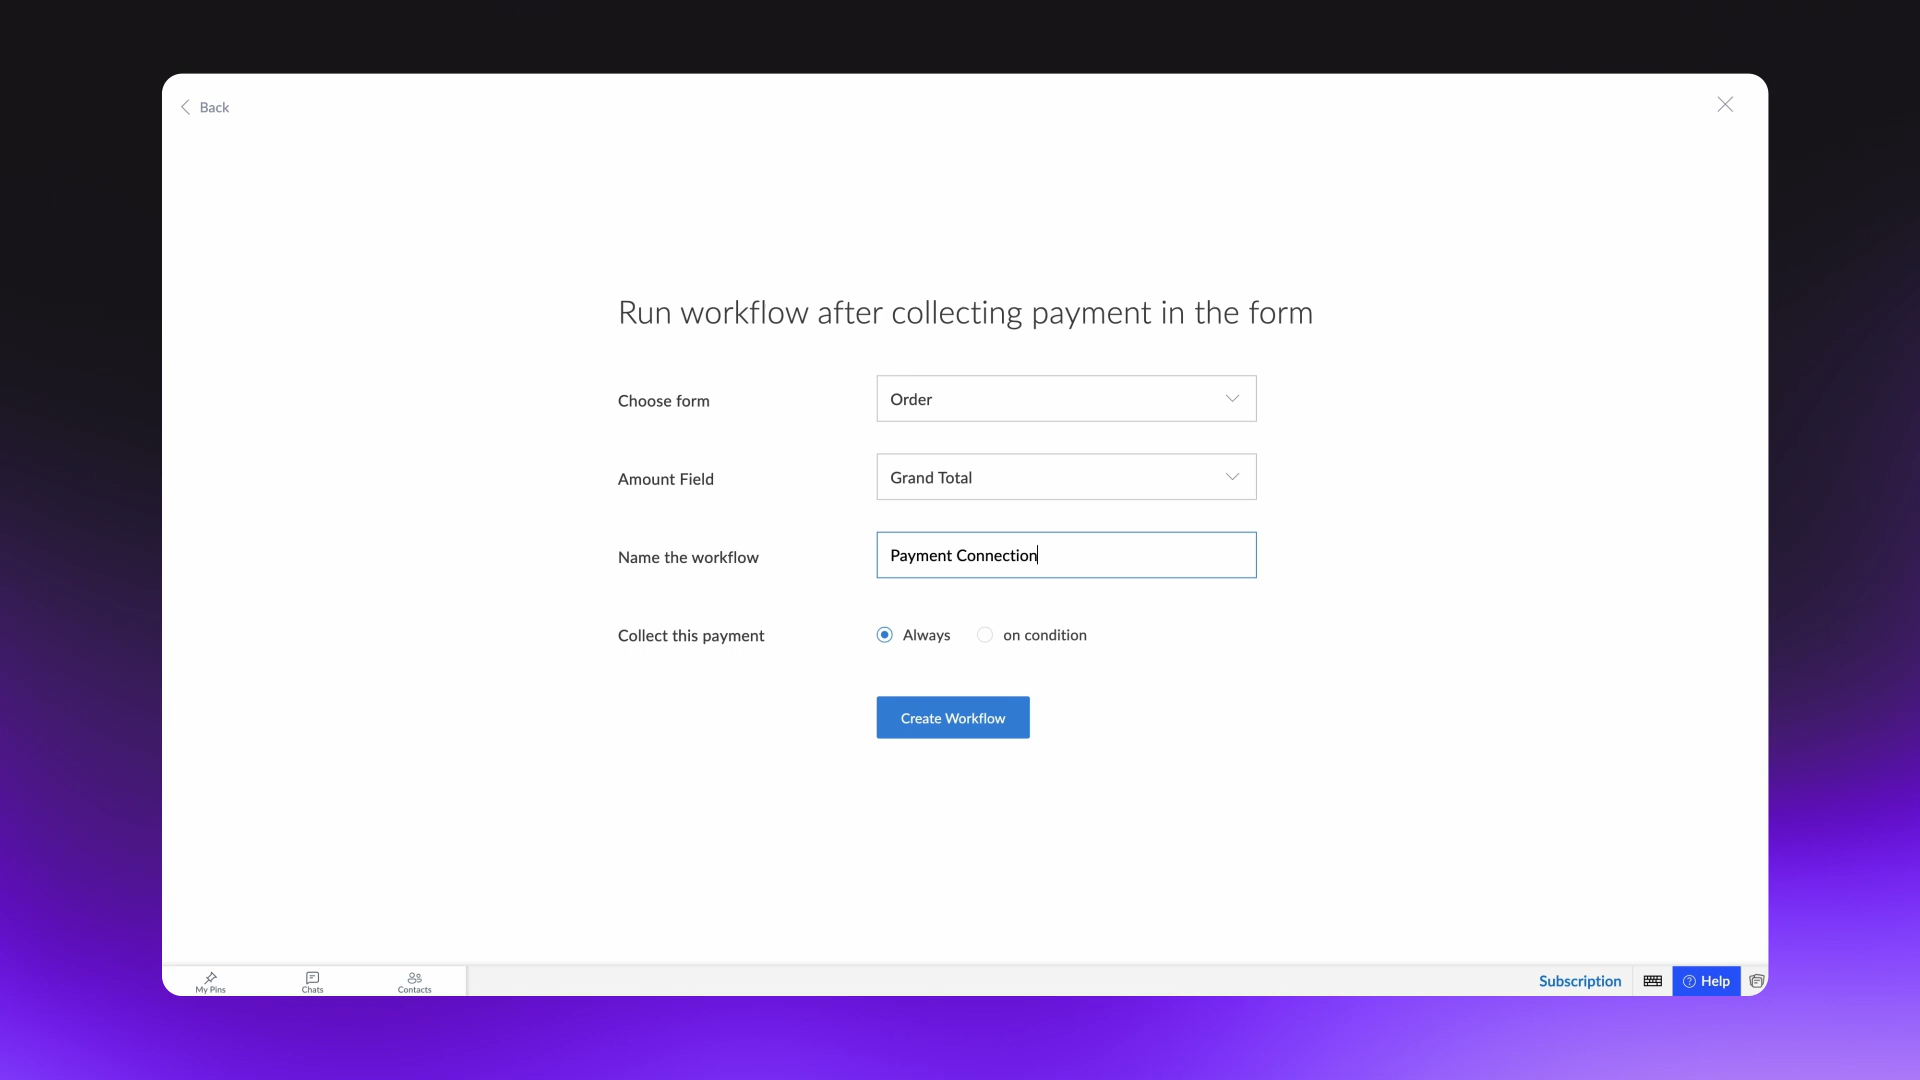 Back
Run workflow after collecting payment in the form
Choose form
Order
Amount Field
Grand Total
Name the workflow
Payment Connection
Collect this payment
Always
on condition
Create Workflow
My Pins
Chats
Contacts
Subscription
Help